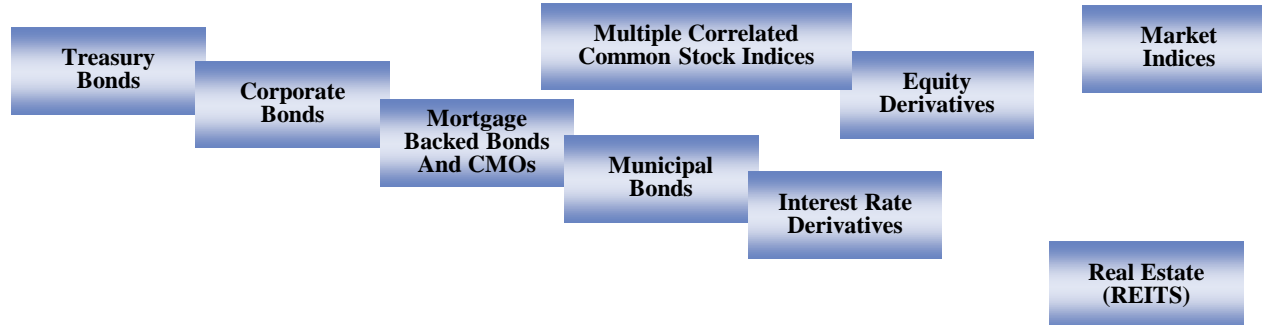 Treasury
Bonds
Corporate
Bonds
Mortgage
Backed Bonds
And CMOs
Municipal
Bonds
Interest Rate
Derivatives
Multiple Correlated
Common Stock Indices
Equity
Derivatives
Market
Indices
Real Estate
(REITS)